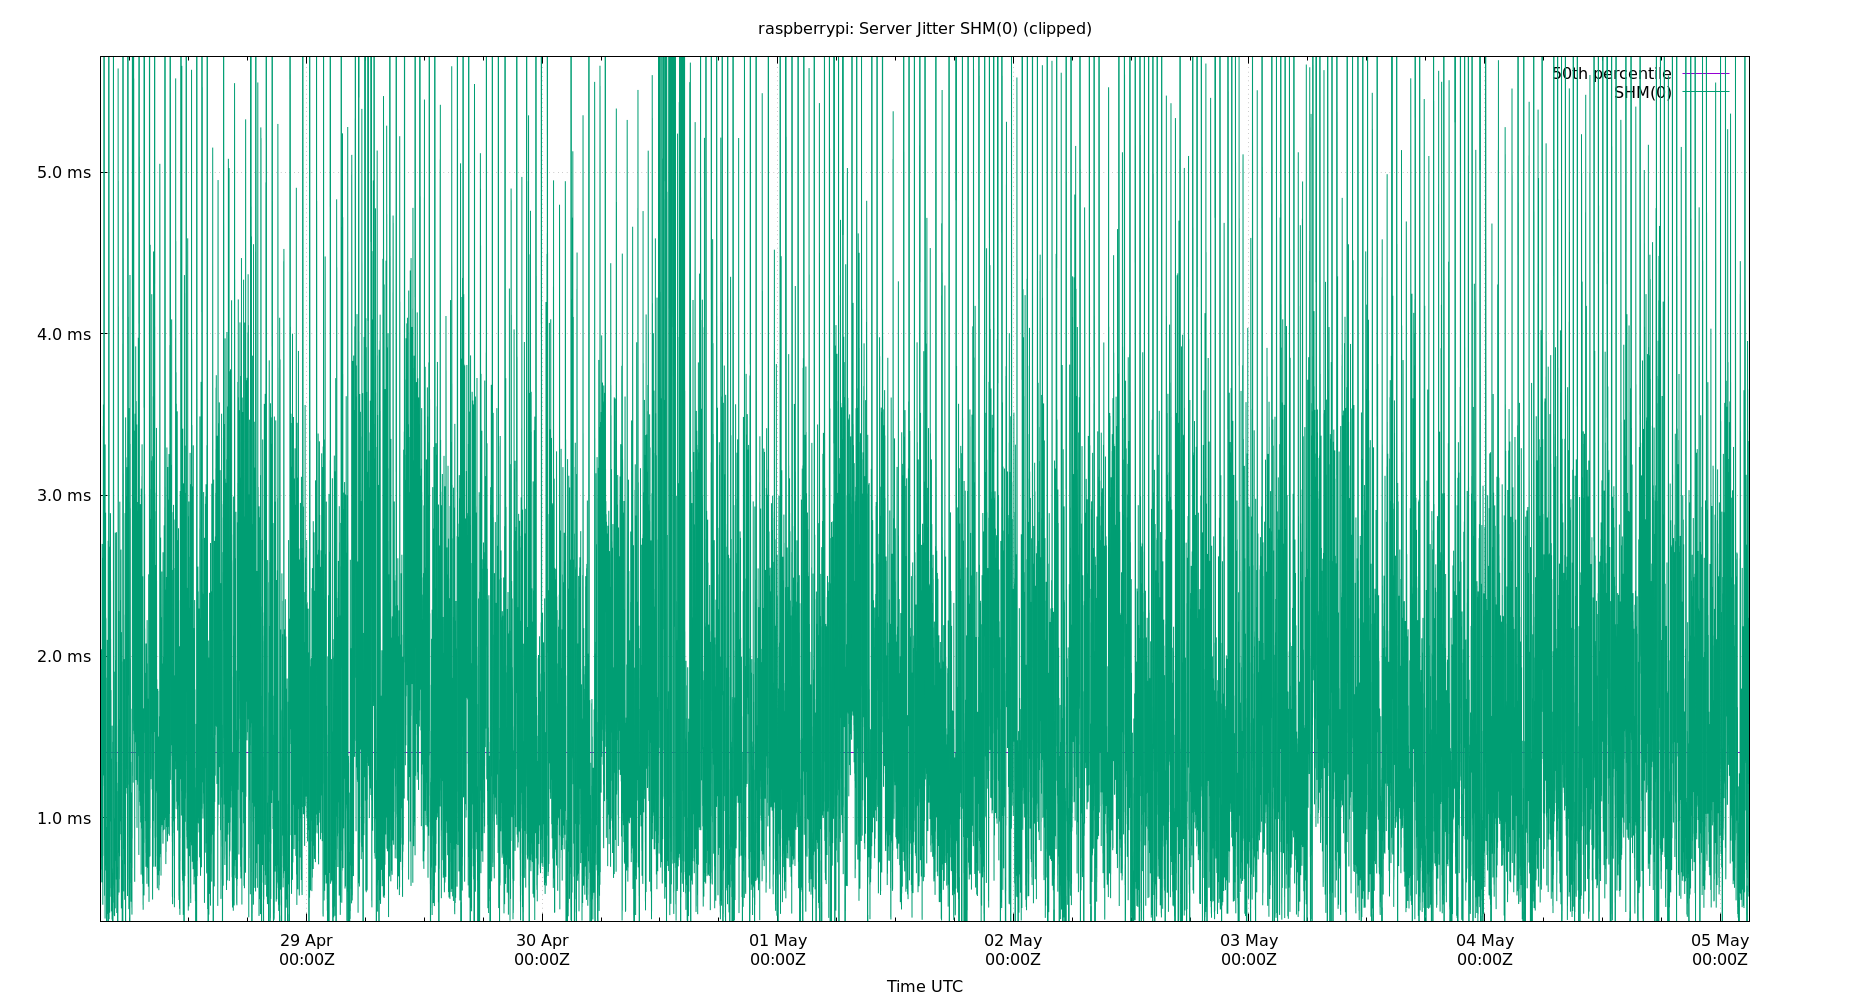 raspberrypi: Server Jitter SHM(0) (clipped)
50th percentile
SHM(0)
5.0 ms
4.0 ms
3.0 ms
2.0 ms
1.0 ms
29 Apr 30 Apr 01 May 02 May 03 May 04 May 05 May
00:00Z 00:00Z 00:00Z 00:00Z 00:00Z 00:00Z 00:00Z
Time UTC